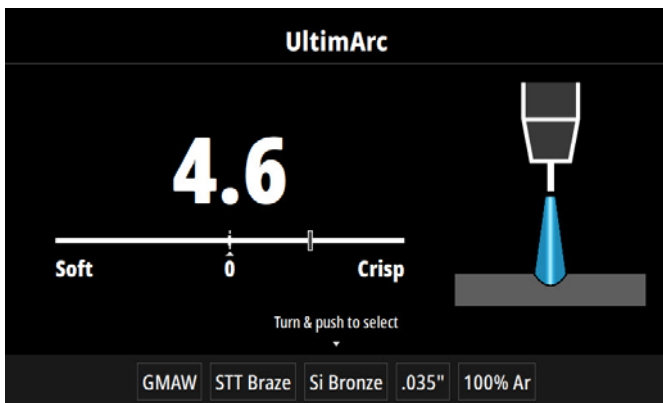 UltimArc
4.6
Soft 0 Crisp
Turn & push to select
GMAW STT Braze Si Bronze .035" 100% Ar